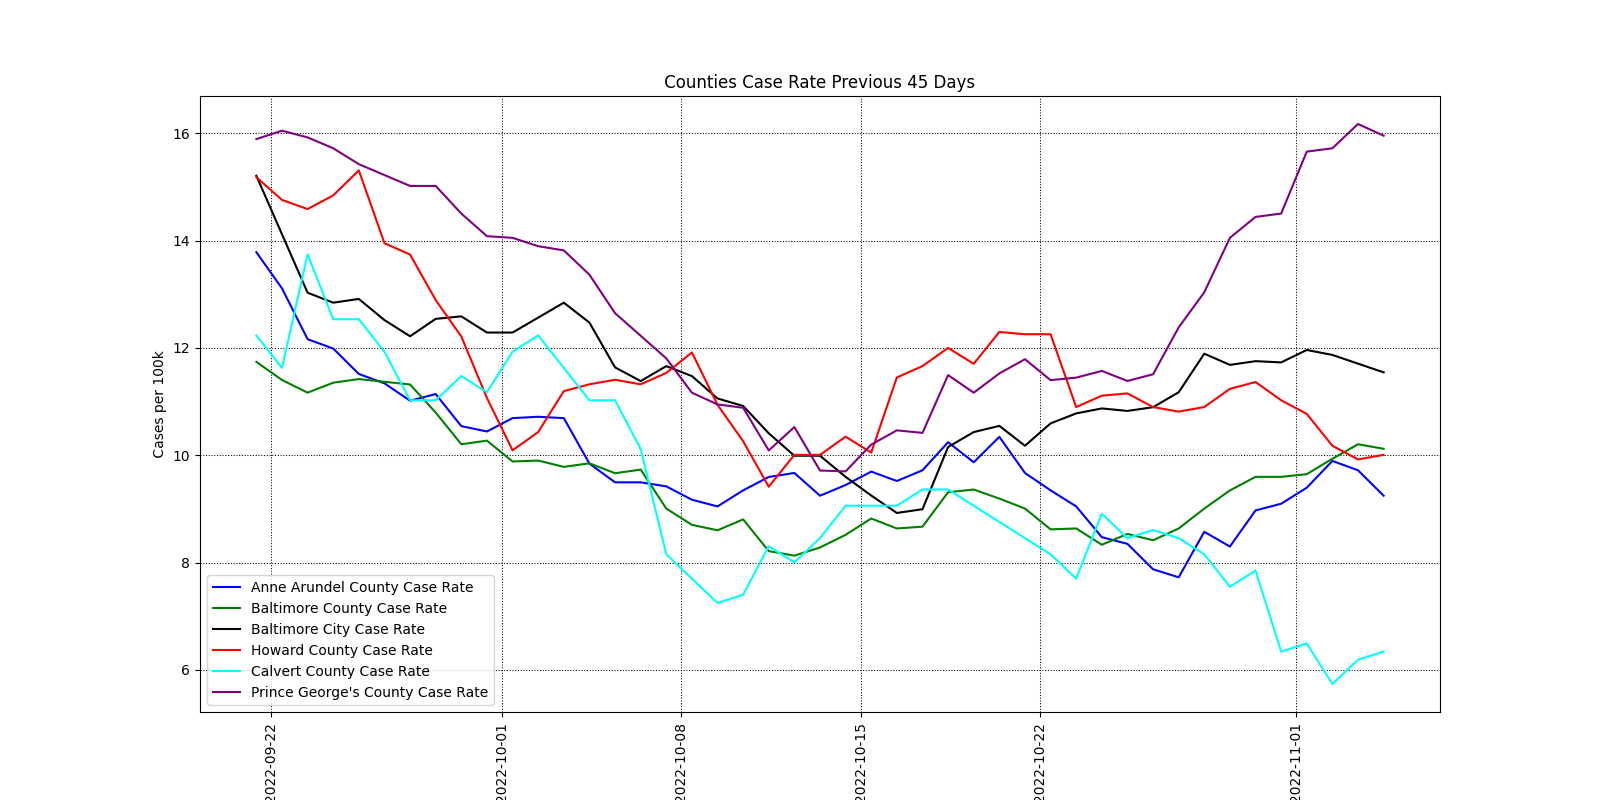 Counties Case Rate Previous 45 Days
Cases per 100k
16
14
12
10
8
6
Anne Arundel County Case Rate
Baltimore County Case Rate
Baltimore City Case Rate
Howard County Case Rate
Calvert County Case Rate
Prince George's County Case Rate
2022-09-22
2022-10-01
2022-10-08
2022-10-15
2022-10-22
2022-11-01